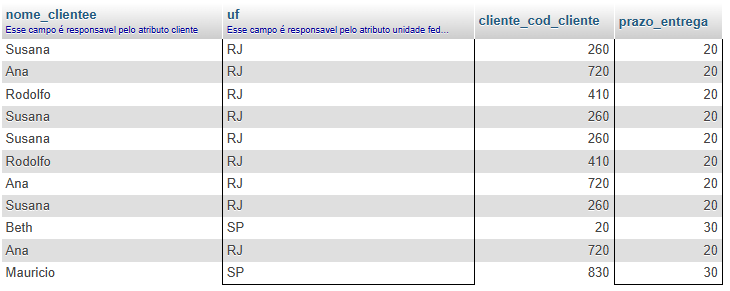 nome_clientee uf cliente_cod_cliente prazo_entrega
Esse campo é responsavel pelo atributo cliente Esse campo é responsavel pelo atributo unidade fed...
Susana RJ 260 20
Ana RJ 720 20
Rodolfo RJ 410 20
Susana RJ 260 20
Susana RJ 260 20
Rodolfo RJ 410 20
Ana RJ 720 20
Susana RJ 260 20
Beth SP 20 30
Ana RJ 720 20
Mauricio SP 830 30